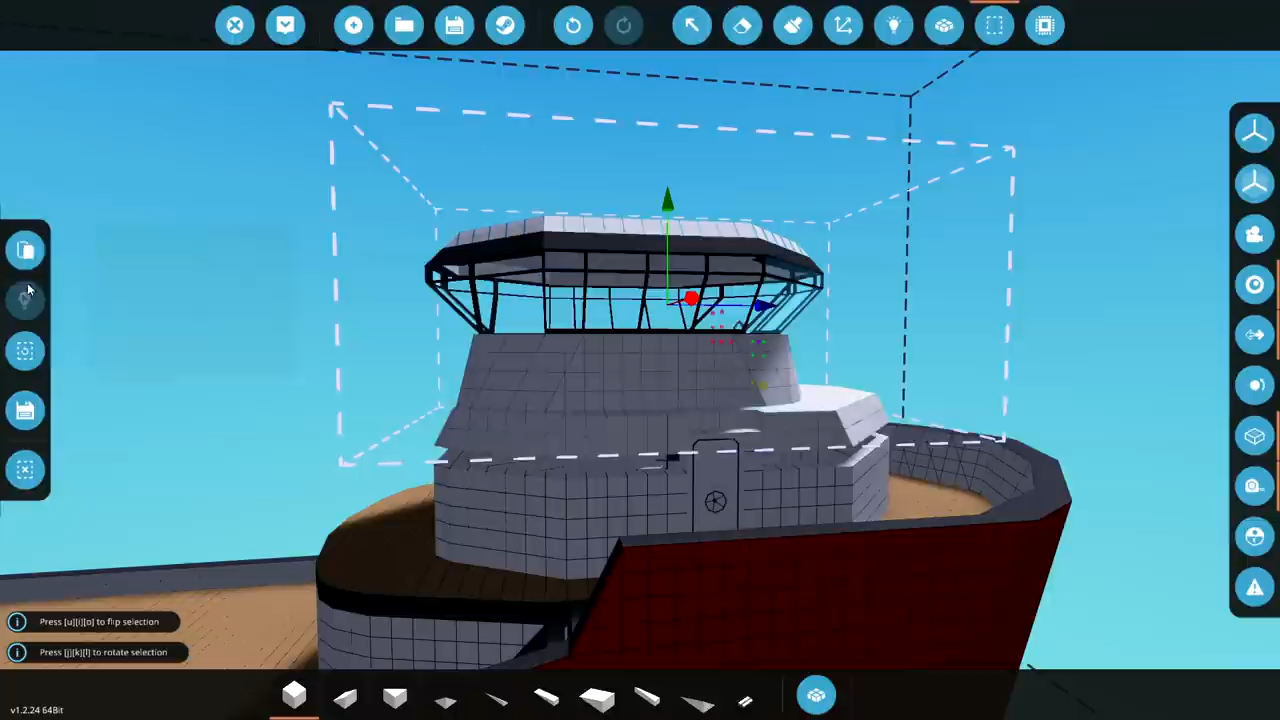 Press [u][i][o] to flip selection
Press [j][k][l] to rotate selection
v1.2.24 64Bit